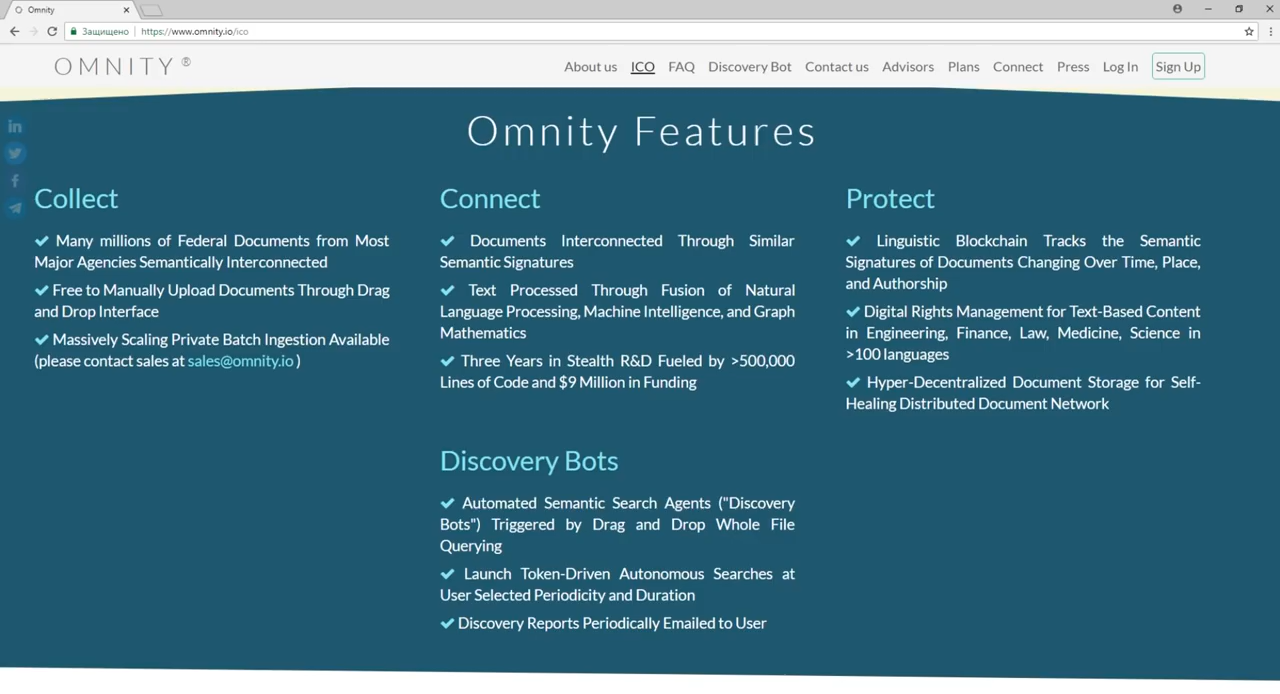 Omnity
Защищено
https://www.omnity.io/ico
OMNITY ®
About us
ICO
FAQ
Discovery Bot
Contact us
Advisors
Plans
Connect
Press
Log In
Sign Up
Omnity Features
Collect
✔ Many millions of Federal Documents from Most
Major Agencies Semantically Interconnected
✔ Free to Manually Upload Documents Through Drag
and Drop Interface
✔ Massively Scaling Private Batch Ingestion Available
(please contact sales at sales@omnity.io )
Connect
✔ Documents Interconnected Through Similar
Semantic Signatures
✔ Text Processed Through Fusion of Natural
Language Processing, Machine Intelligence, and Graph
Mathematics
✔ Three Years in Stealth R&D Fueled by >500,000
Lines of Code and $9 Million in Funding
Protect
✔ Linguistic Blockchain Tracks the Semantic
Signatures of Documents Changing Over Time, Place,
and Authorship
✔ Digital Rights Management for Text-Based Content
in Engineering, Finance, Law, Medicine, Science in
>100 languages
✔ Hyper-Decentralized Document Storage for Self-
Healing Distributed Document Network
Discovery Bots
✔ Automated Semantic Search Agents ("Discovery
Bots") Triggered by Drag and Drop Whole File
Querying
✔ Launch Token-Driven Autonomous Searches at
User Selected Periodicity and Duration
✔ Discovery Reports Periodically Emailed to User